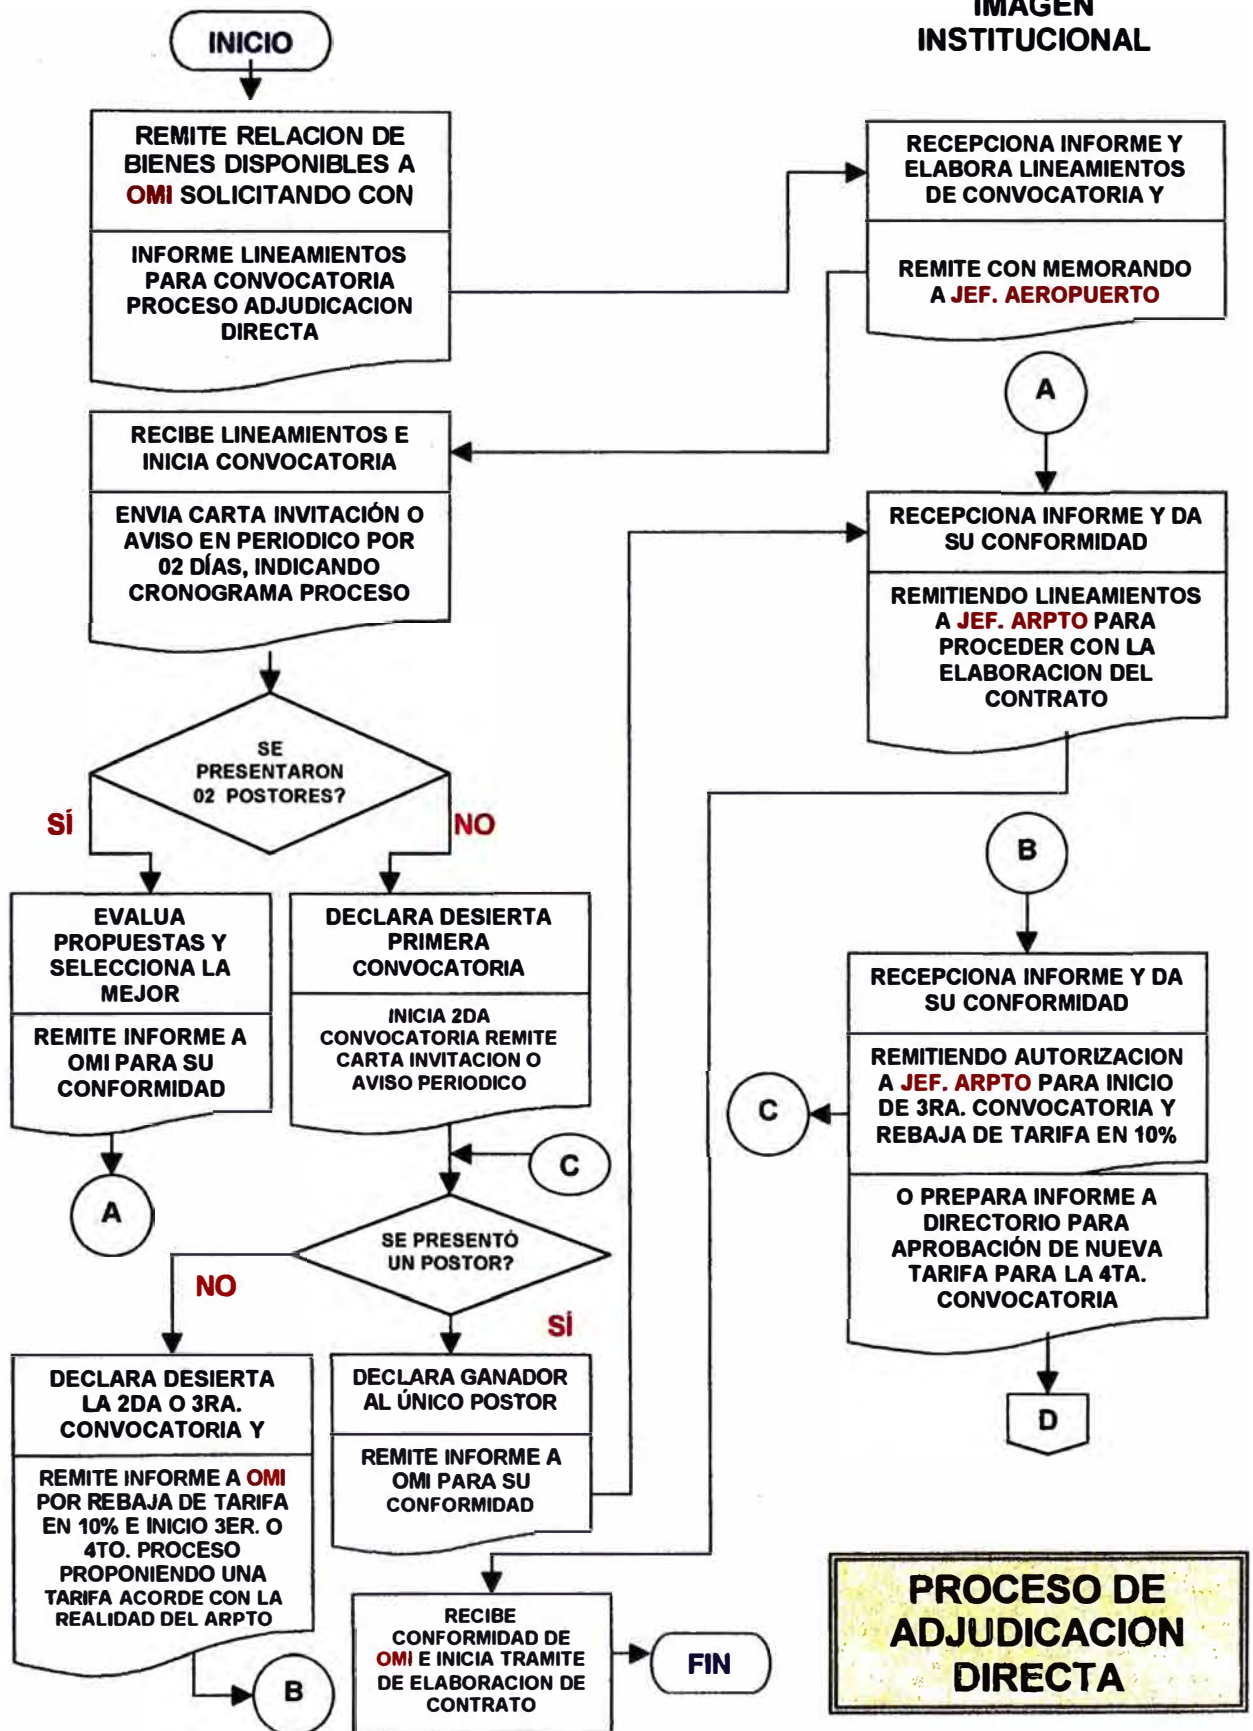 IMAGEN
INSTITUCIONAL
INICIO
REMITE RELACION DE
BIENES DISPONIBLES A
OMI SOLICITANDO CON
INFORME LINEAMIENTOS
PARA CONVOCATORIA
PROCESO ADJUDICACION
DIRECTA
RECEPCIONA INFORME Y
ELABORA LINEAMIENTOS
DE CONVOCATORIA Y
REMITE CON MEMORANDO
A JEF. AEROPUERTO
RECIBE LINEAMIENTOS E
INICIA CONVOCATORIA
ENVIA CARTA INVITACIÓN O
AVISO EN PERIODICO POR
02 DÍAS, INDICANDO
CRONOGRAMA PROCESO
A
RECEPCIONA INFORME Y DA
SU CONFORMIDAD
REMITIENDO LINEAMIENTOS
A JEF. ARPTO PARA
PROCEDER CON LA
ELABORACION DEL
CONTRATO
SE
PRESENTARON
02 POSTORES?
SÍ
NO
EVALUA
PROPUESTAS Y
SELECCIONA LA
MEJOR
REMITE INFORME A
OMI PARA SU
CONFORMIDAD
A
DECLARA DESIERTA
PRIMERA
CONVOCATORIA
INICIA 2DA
CONVOCATORIA REMITE
CARTA INVITACION O
AVISO PERIODICO
C
B
RECEPCIONA INFORME Y DA
SU CONFORMIDAD
REMITIENDO AUTORIZACION
A JEF. ARPTO PARA INICIO
DE 3RA. CONVOCATORIA Y
REBAJA DE TARIFA EN 10%
C
O PREPARA INFORME A
DIRECTORIO PARA
APROBACIÓN DE NUEVA
TARIFA PARA LA 4TA.
CONVOCATORIA
D
SE PRESENTÓ
UN POSTOR?
NO
SÍ
DECLARA DESIERTA
LA 2DA O 3RA.
CONVOCATORIA Y
REMITE INFORME A OMI
POR REBAJA DE TARIFA
EN 10% E INICIO 3ER. O
4TO. PROCESO
PROPONIENDO UNA
TARIFA ACORDE CON LA
REALIDAD DEL ARPTO
B
DECLARA GANADOR
AL ÚNICO POSTOR
REMITE INFORME A
OMI PARA SU
CONFORMIDAD
RECIBE
CONFORMIDAD DE
OMI E INICIA TRAMITE
DE ELABORACION DE
CONTRATO
FIN
PROCESO DE
ADJUDICACION
DIRECTA